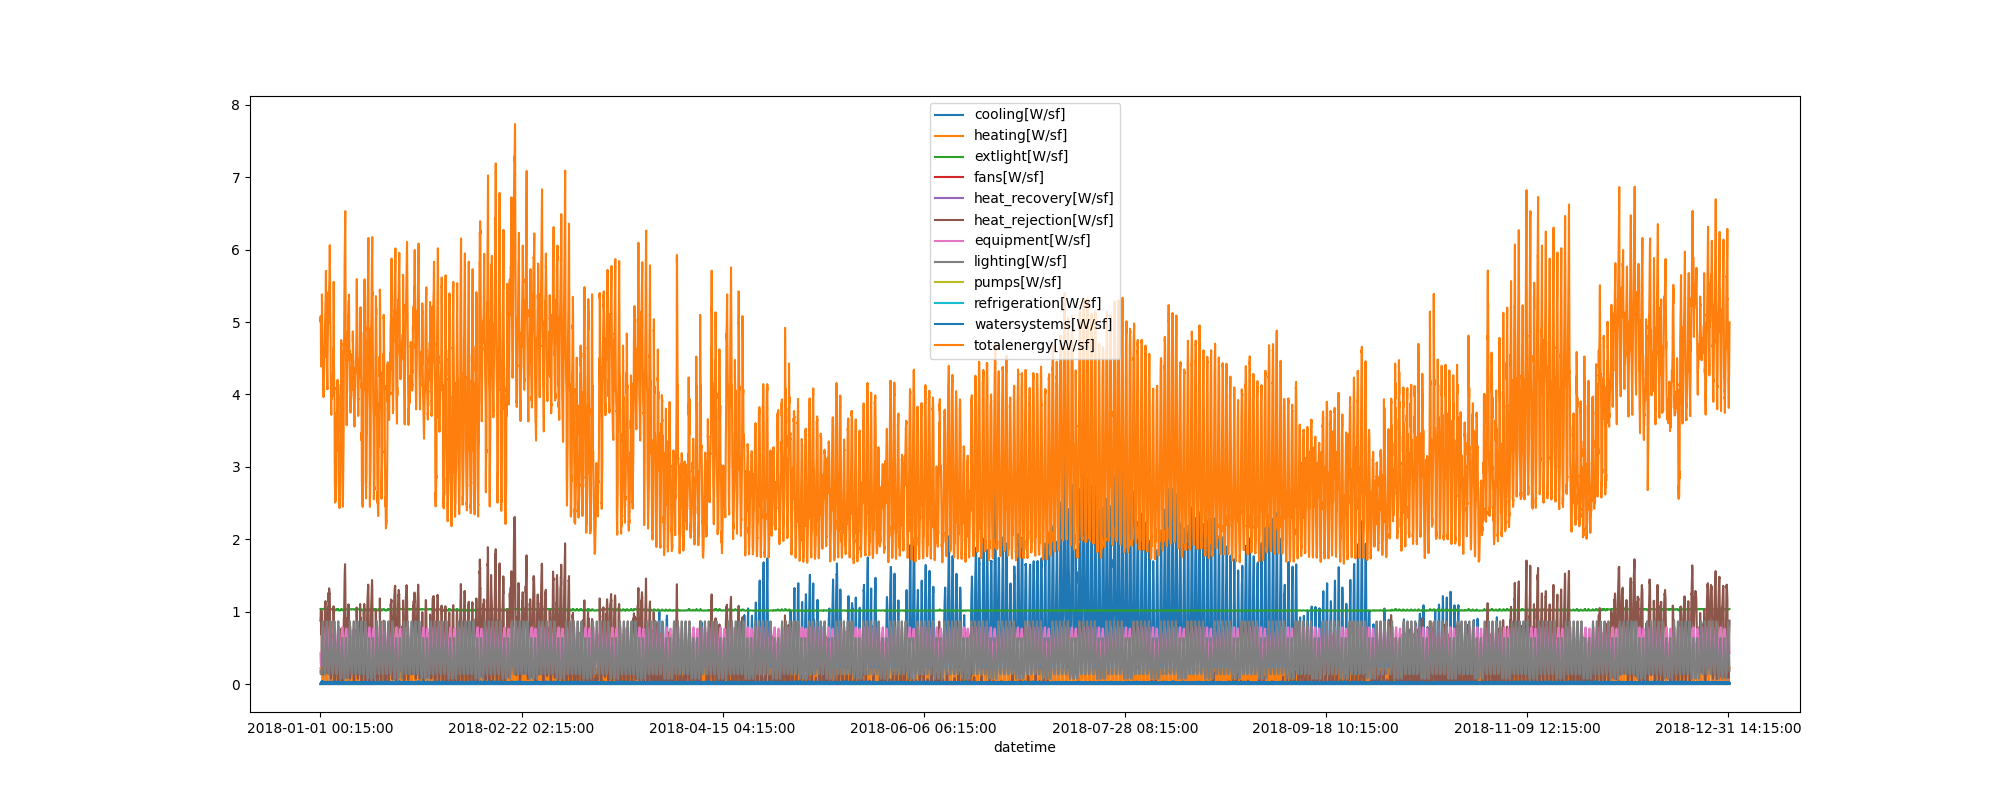 8
7
6
5
4
3
2
1
0
cooling[W/sf]
heating[W/sf]
extlight[W/sf]
fans[W/sf]
heat_recovery[W/sf]
heat_rejection[W/sf]
equipment[W/sf]
lighting[W/sf]
pumps[W/sf]
refrigeration[W/sf]
watersystems[W/sf]
totalenergy[W/sf]
2018-01-01 00:15:00 2018-02-22 02:15:00 2018-04-15 04:15:00 2018-06-06 06:15:00 2018-07-28 08:15:00 2018-09-18 10:15:00 2018-11-09 12:15:00 2018-12-31 14:15:00
datetime